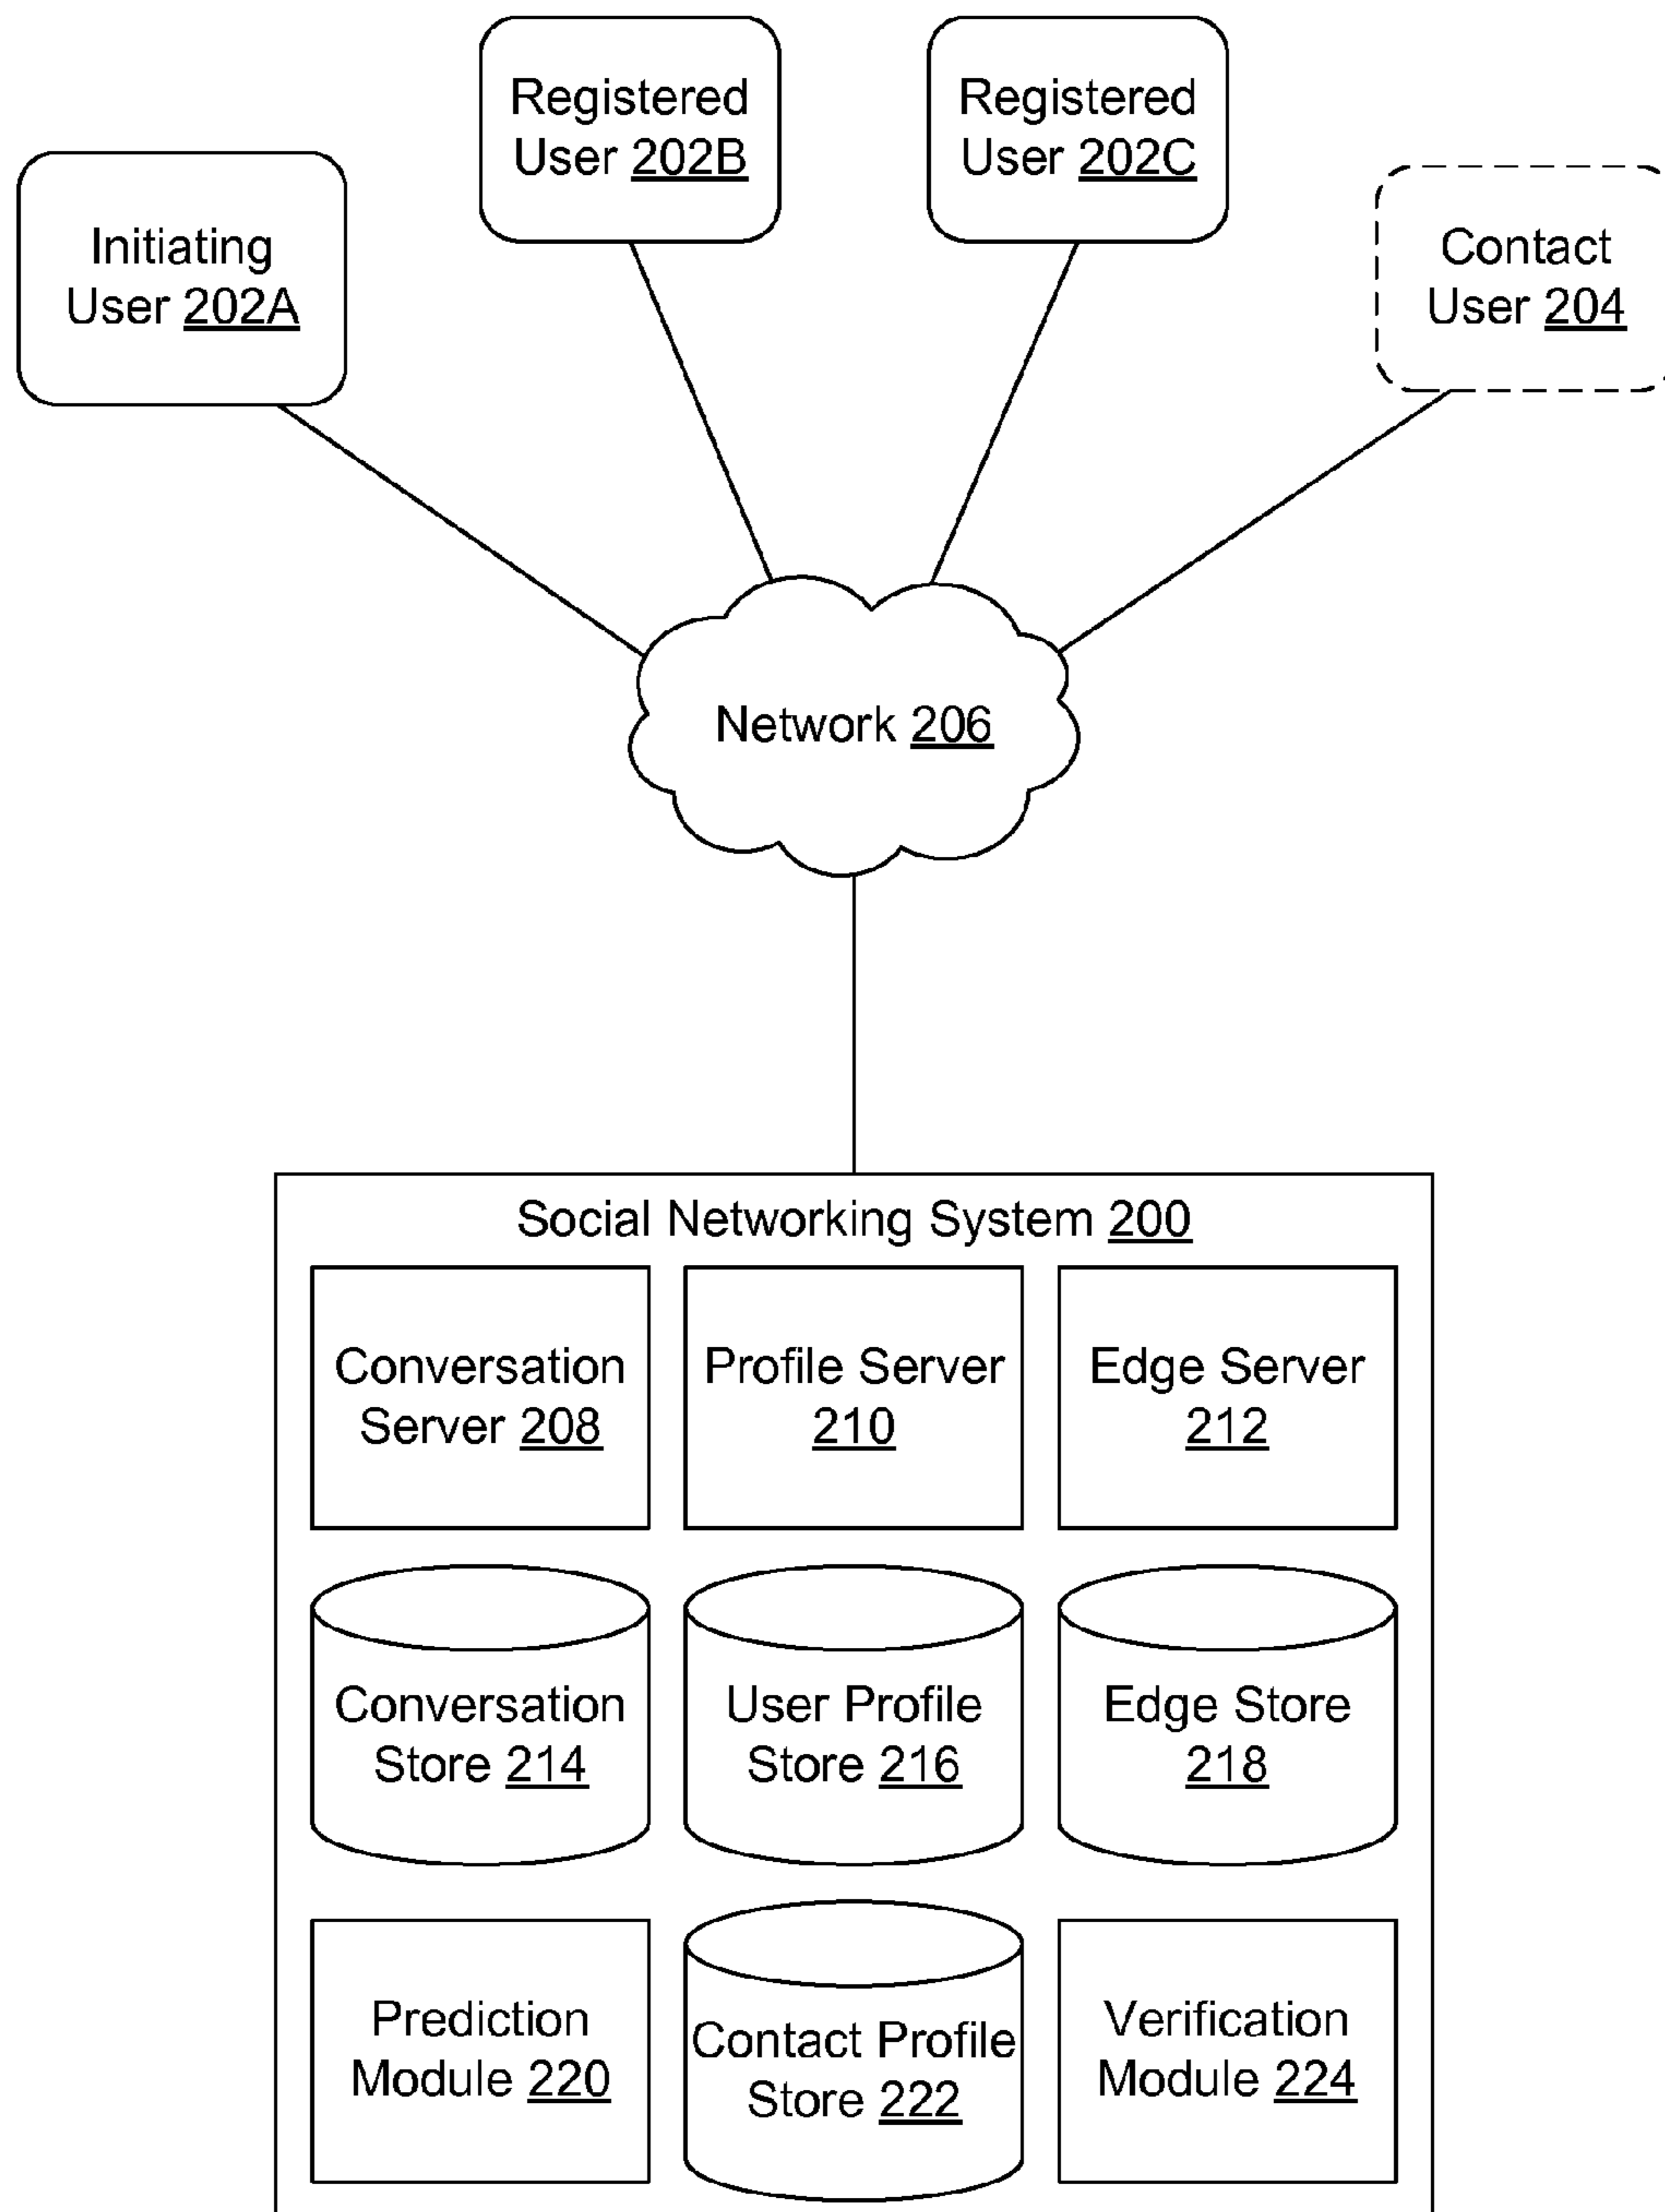 Registered
User 202B
Registered
User 202C
Initiating
User 202A
Contact
User 204
Network 206
Social Networking System 200
Conversation
Server 208
Profile Server
210
Edge Server
212
Conversation
Store 214
User Profile
Store 216
Edge Store
218
Prediction
Module 220
Contact Profile
Store 222
Verification
Module 224